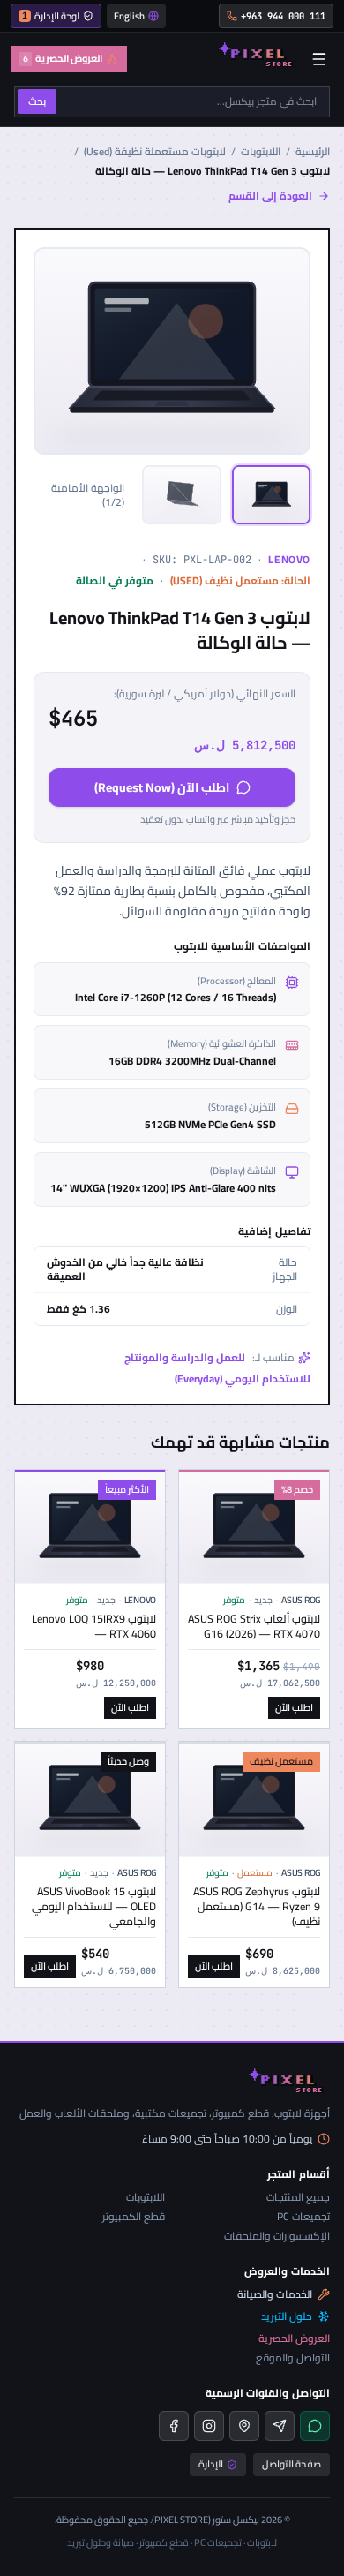 +963 944 000 111
English
لوحة الإدارة 1
PIXEL
STORE
العروض الحصرية 6
ابحث في متجر بيكسل...
بحث
الرئيسية / اللابتوبات / لابتوبات مستعملة نظيفة (Used) /
لابتوب Lenovo ThinkPad T14 Gen 3 — حالة الوكالة
العودة إلى القسم
الواجهة الأمامية
(1/2)
LENOVO · SKU: PXL-LAP-002 ·
الحالة: مستعمل نظيف (USED) · متوفر في الصالة
لابتوب Lenovo ThinkPad T14 Gen 3
— حالة الوكالة
السعر النهائي (دولار أمريكي / ليرة سورية):
$465
5,812,500 ل.س
اطلب الآن (Request Now)
حجز وتأكيد مباشر عبر واتساب بدون تعقيد
لابتوب عملي فائق المتانة للبرمجة والدراسة والعمل
المكتبي، مفحوص بالكامل بنسبة بطارية ممتازة 92%
ولوحة مفاتيح مريحة مقاومة للسوائل.
المواصفات الأساسية للابتوب
المعالج (Processor)
Intel Core i7-1260P (12 Cores / 16 Threads)
الذاكرة العشوائية (Memory)
16GB DDR4 3200MHz Dual-Channel
التخزين (Storage)
512GB NVMe PCIe Gen4 SSD
الشاشة (Display)
14" WUXGA (1920×1200) IPS Anti-Glare 400 nits
تفاصيل إضافية
حالة
الجهاز
نظافة عالية جداً خالي من الخدوش
العميقة
الوزن
1.36 كغ فقط
مناسب لـ: للعمل والدراسة والمونتاج
للاستخدام اليومي (Everyday)
منتجات مشابهة قد تهمك
خصم 8%
ASUS ROG · جديد · متوفر
لابتوب ألعاب ASUS ROG Strix
G16 (2026) — RTX 4070
$1,365 $1,490
17,062,500 ل.س
اطلب الآن
الأكثر مبيعاً
LENOVO · جديد · متوفر
لابتوب Lenovo LOQ 15IRX9
— RTX 4060
$980
12,250,000 ل.س
اطلب الآن
مستعمل نظيف
ASUS ROG · مستعمل · متوفر
لابتوب ASUS ROG Zephyrus
G14 — Ryzen 9 (مستعمل
نظيف)
$690
8,625,000 ل.س
اطلب الآن
وصل حديثاً
ASUS ROG · جديد · متوفر
لابتوب ASUS VivoBook 15
OLED — للاستخدام اليومي
والجامعي
$540
6,750,000 ل.س
اطلب الآن
PIXEL
STORE
أجهزة لابتوب، قطع كمبيوتر، تجميعات مكتبية، وملحقات الألعاب والعمل
يومياً من 10:00 صباحاً حتى 9:00 مساءً
أقسام المتجر
جميع المنتجات
اللابتوبات
تجميعات PC
قطع الكمبيوتر
الإكسسوارات والملحقات
الخدمات والعروض
الخدمات والصيانة
حلول التبريد
العروض الحصرية
التواصل والموقع
التواصل والقنوات الرسمية
صفحة التواصل
الإدارة
© 2026 بيكسل ستور (PIXEL STORE). جميع الحقوق محفوظة.
لابتوبات · تجميعات PC · قطع كمبيوتر · صيانة وحلول تبريد